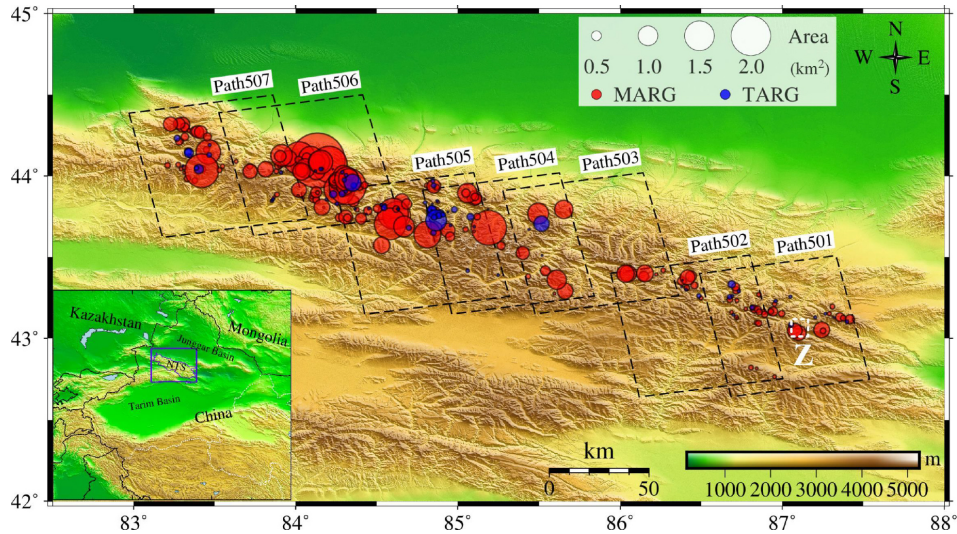 45°
44°
43°
42°
83°
84°
85°
86°
87°
88°
Area
0.5
1.0
1.5
2.0
(km²)
MARG
TARG
N
W
E
S
Path507
Path506
Path505
Path504
Path503
Path502
Path501
Z
Kazakhstan
Mongolia
Junggar Basin
NTS
Tarim Basin
China
km
0
50
m
1000
2000
3000
4000
5000